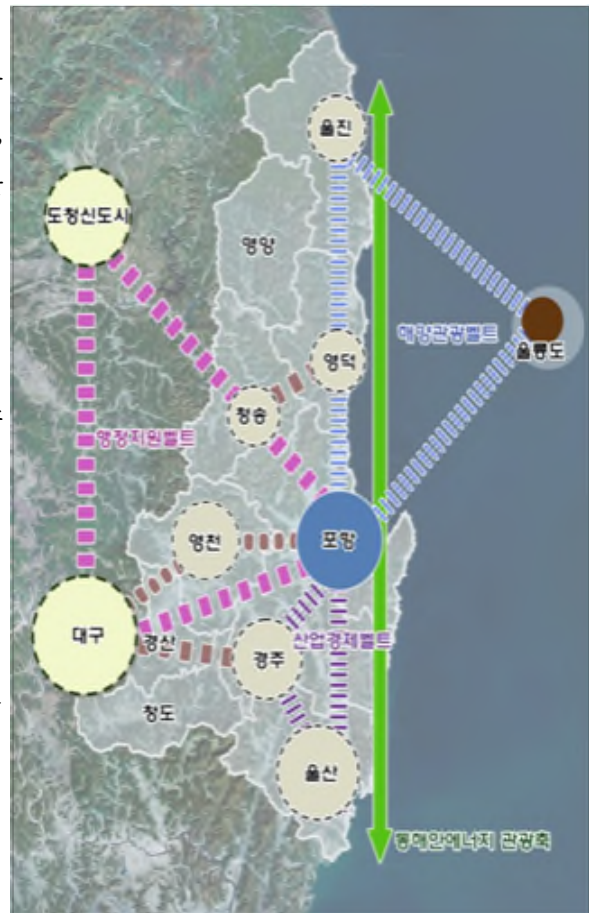 울진
도청신도시
영양
해양관광벨트
울릉도
영덕
청송
행정지원벨트
영천
포항
대구
경산
산업경제벨트
경주
청도
울산
동해안에너지 관광축